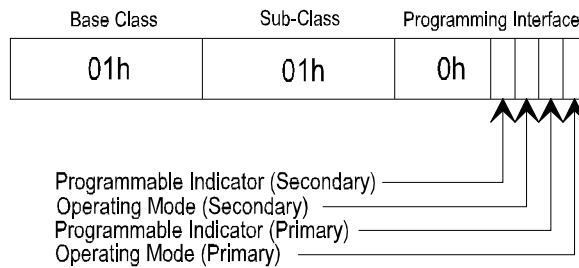 Base Class Sub-Class Programming Interface
01h 01h 0h
Programmable Indicator (Secondary)
Operating Mode (Secondary)
Programmable Indicator (Primary)
Operating Mode (Primary)